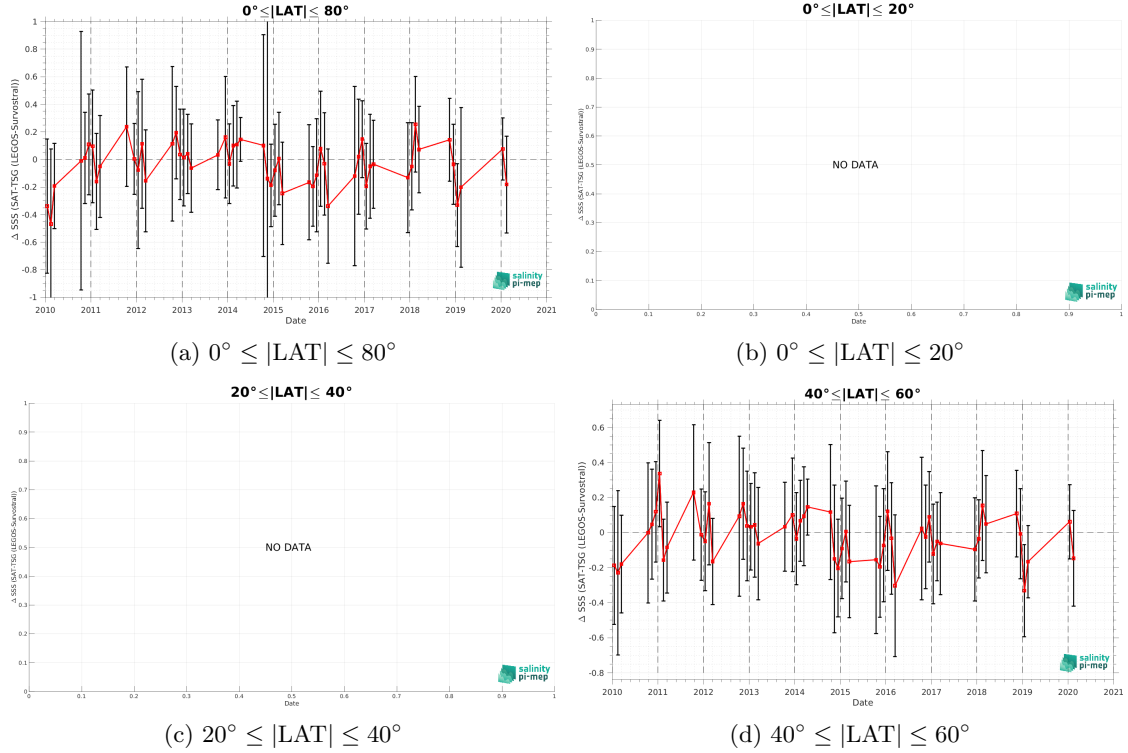 0°≤|LAT|≤ 80°
Δ SSS (SAT-TSG (LEGOS-Survostral))
1
0.8
0.6
0.4
0.2
0
-0.2
-0.4
-0.6
-0.8
-1
2010 2011 2012 2013 2014 2015 2016 2017 2018 2019 2020 2021
Date
salinity
pi-mep
(a) 0° ≤ |LAT| ≤ 80°
0°≤|LAT|≤ 20°
Δ SSS (SAT-TSG (LEGOS-Survostral))
1
0.9
0.8
0.7
0.6
0.5
0.4
0.3
0.2
0.1
0
NO DATA
0 0.1 0.2 0.3 0.4 0.5 0.6 0.7 0.8 0.9 1
Date
salinity
pi-mep
(b) 0° ≤ |LAT| ≤ 20°
20°≤|LAT|≤ 40°
Δ SSS (SAT-TSG (LEGOS-Survostral))
1
0.9
0.8
0.7
0.6
0.5
0.4
0.3
0.2
0.1
0
NO DATA
0 0.1 0.2 0.3 0.4 0.5 0.6 0.7 0.8 0.9 1
Date
salinity
pi-mep
(c) 20° ≤ |LAT| ≤ 40°
40°≤|LAT|≤ 60°
Δ SSS (SAT-TSG (LEGOS-Survostral))
0.6
0.4
0.2
0
-0.2
-0.4
-0.6
-0.8
2010 2011 2012 2013 2014 2015 2016 2017 2018 2019 2020 2021
Date
salinity
pi-mep
(d) 40° ≤ |LAT| ≤ 60°